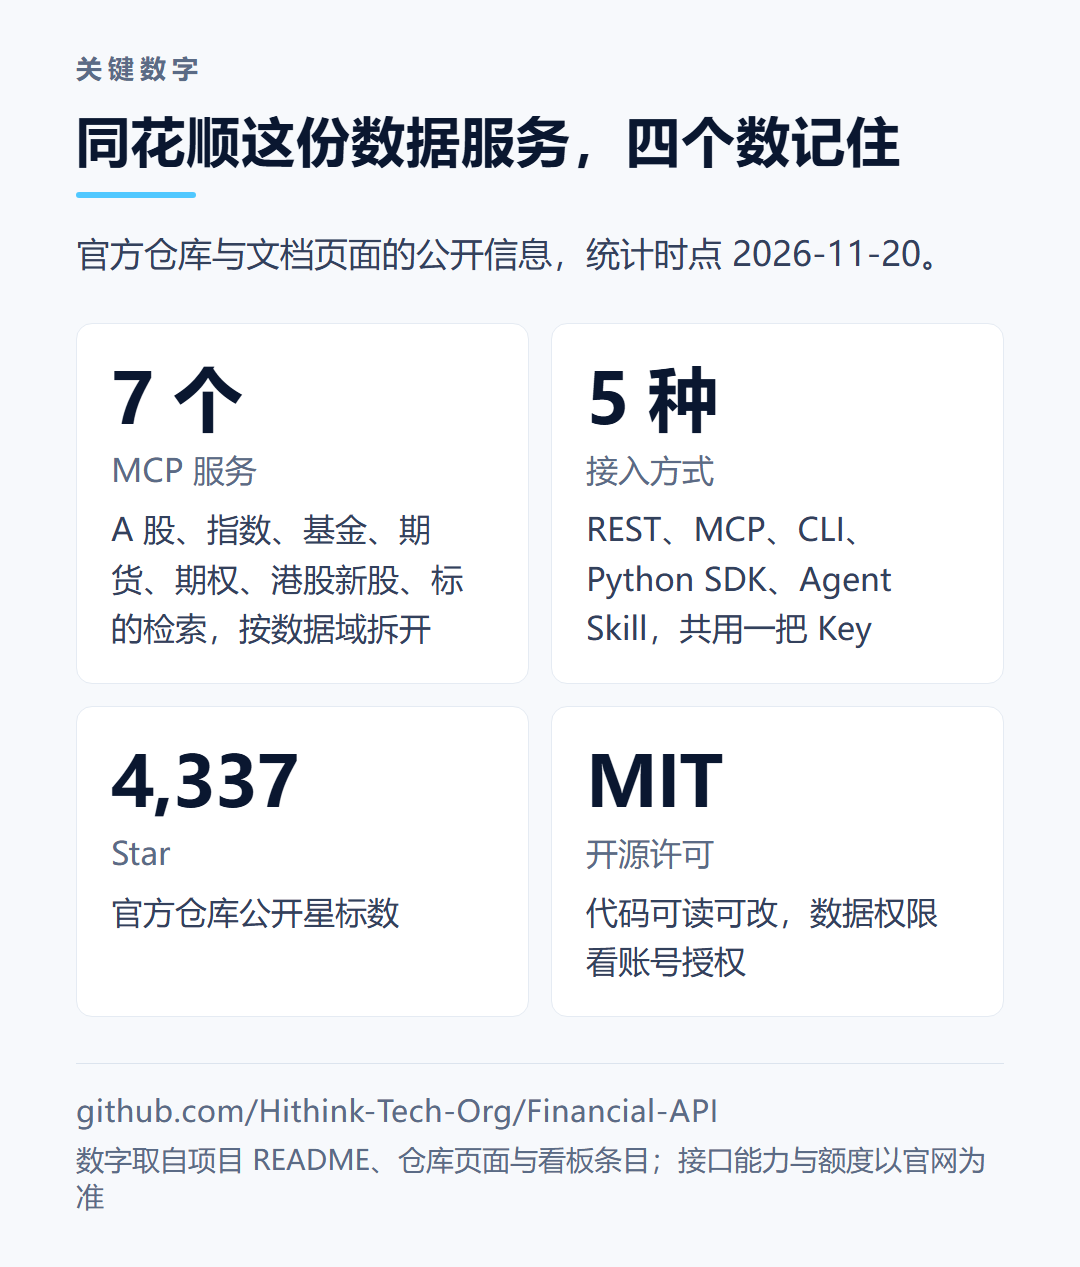 关键数字
同花顺这份数据服务，四个数记住
官方仓库与文档页面的公开信息，统计时点 2026-11-20。
7 个
MCP 服务
A 股、指数、基金、期
货、期权、港股新股、标
的检索，按数据域拆开
5 种
接入方式
REST、MCP、CLI、
Python SDK、Agent
Skill，共用一把 Key
4,337
Star
官方仓库公开星标数
MIT
开源许可
代码可读可改，数据权限
看账号授权
github.com/Hithink-Tech-Org/Financial-API
数字取自项目 README、仓库页面与看板条目；接口能力与额度以官网为
准